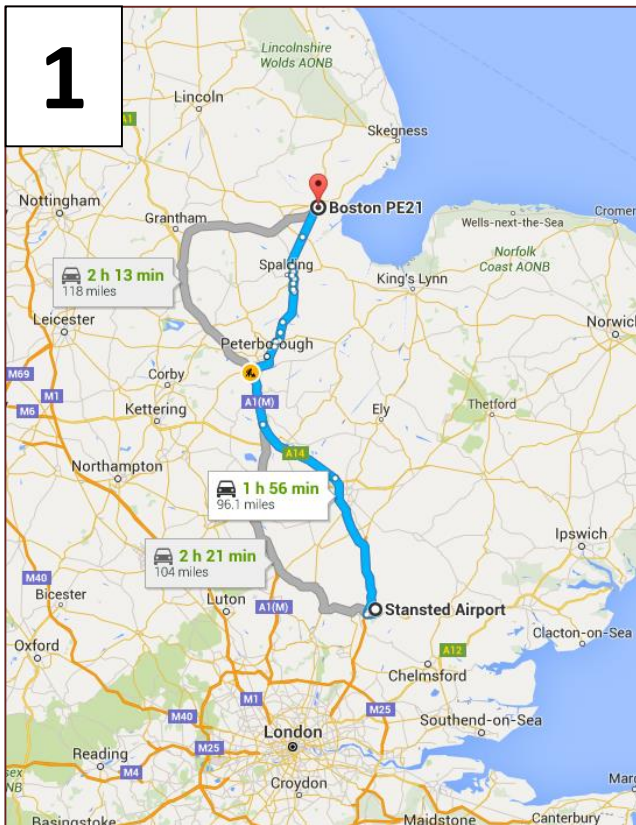 1
Lincolnshire
Wolds AONB
Lincoln
A1
Skegness
Nottingham
Boston PE21
Grantham
Wells-next-the-Sea
Cromer
2 h 13 min
118 miles
Spalding
King's Lynn
Norfolk
Coast AONB
Leicester
Norwich
Peterborough
M69
M1
Corby
A1(M)
Ely
Thetford
M6
Kettering
A14
Northampton
1 h 56 min
96.1 miles
2 h 21 min
104 miles
Ipswich
M40
Bicester
Luton
A1(M)
Stansted Airport
Clacton-on-Sea
Oxford
A12
Chelmsford
M1
M40
M25
Southend-on-Sea
London
Reading
M25
M4
Croydon
Basingstoke
Maidstone
Canterbury